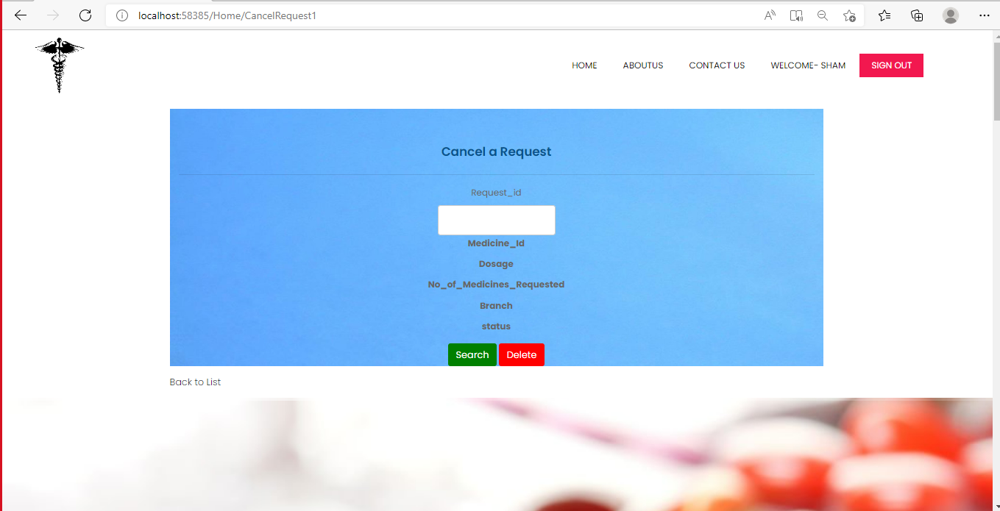 localhost:58385/Home/CancelRequest1
HOME ABOUTUS CONTACT US WELCOME- SHAM SIGN OUT
Cancel a Request
Request_id
Medicine_Id
Dosage
No_of_Medicines_Requested
Branch
status
Search Delete
Back to List